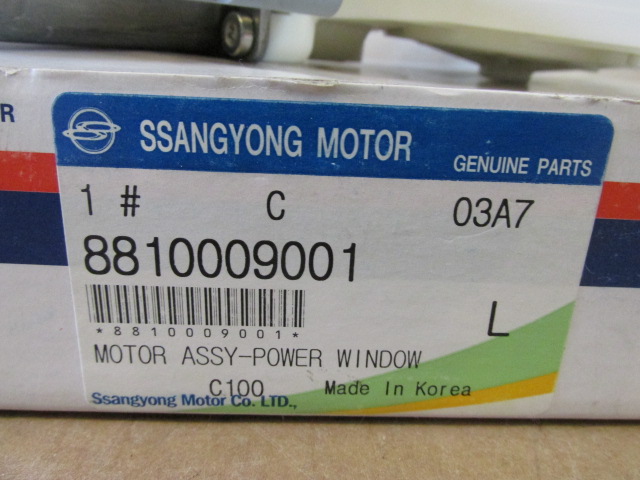 R
SSANGYONG MOTOR GENUINE PARTS
1 # C 03A7
8810009001
*8810009001* L
MOTOR ASSY-POWER WINDOW
C100 Made In Korea
Ssangyong Motor Co. LTD.,